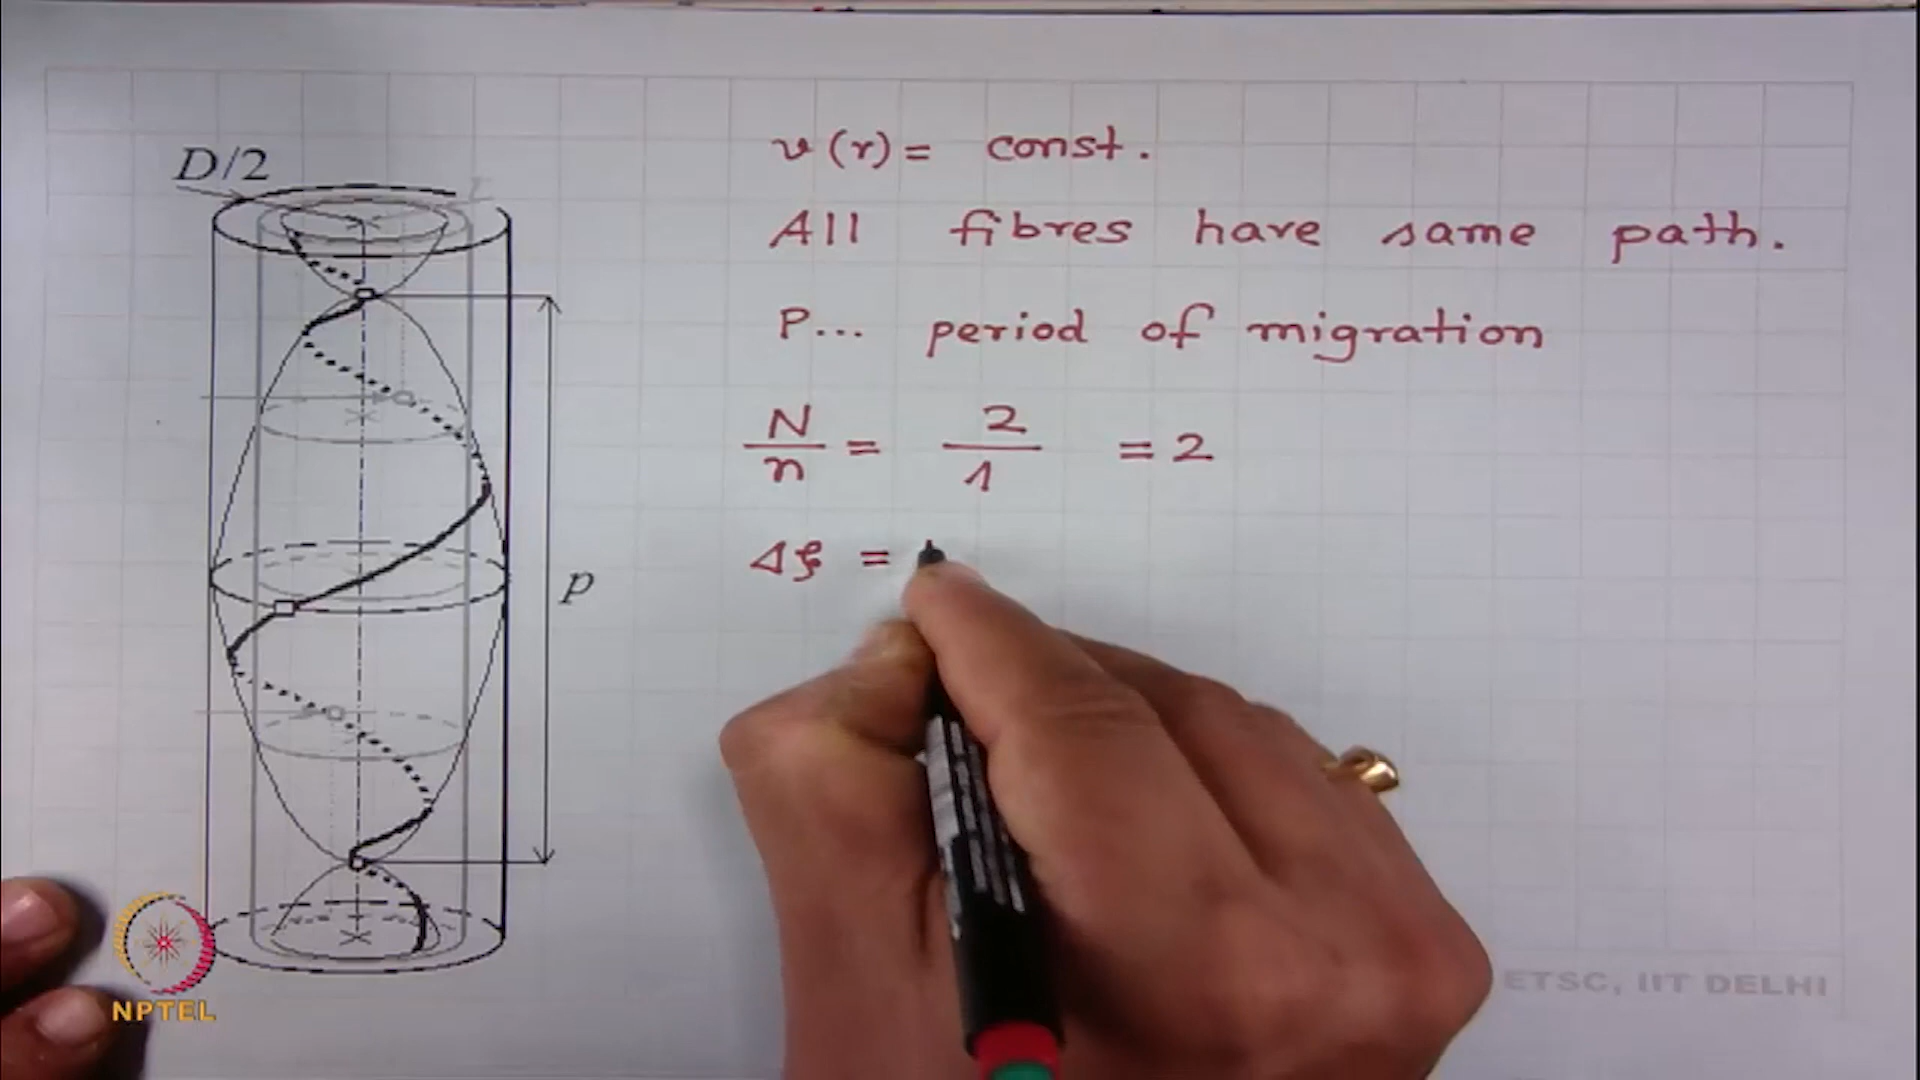 D/2
r
p
v(r) = const.
All fibres have same path.
P... period of migration
N/n = 2/1 = 2
Δξ =
NPTEL
ETSC, IIT DELHI